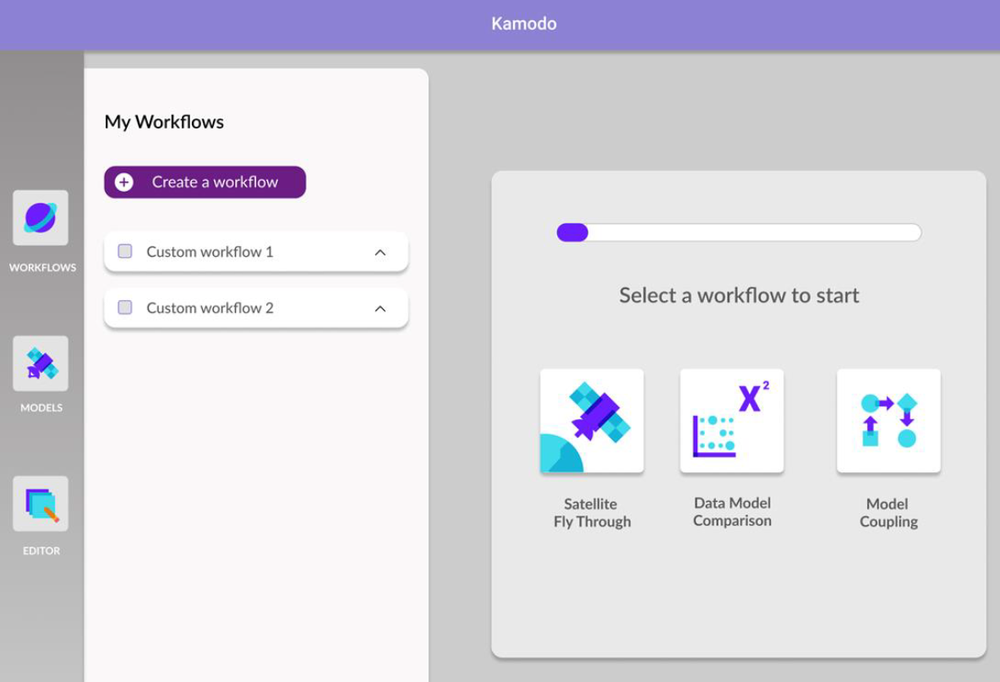 Kamodo
WORKFLOWS
MODELS
EDITOR
My Workflows
Create a workflow
Custom workflow 1
Custom workflow 2
Select a workflow to start
X²
Satellite
Fly Through
Data Model
Comparison
Model
Coupling